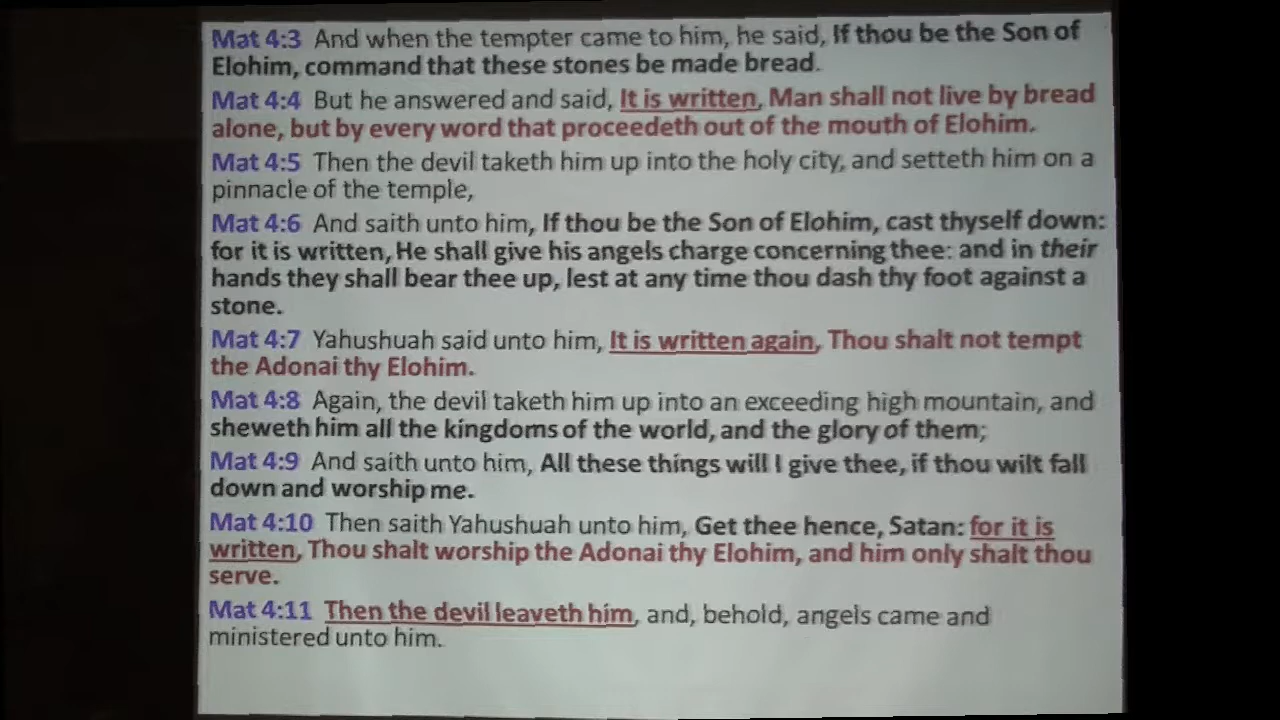 Mat 4:3 And when the tempter came to him, he said, If thou be the Son of
Elohim, command that these stones be made bread.
Mat 4:4 But he answered and said, It is written, Man shall not live by bread
alone, but by every word that proceedeth out of the mouth of Elohim.
Mat 4:5 Then the devil taketh him up into the holy city, and setteth him on a
pinnacle of the temple,
Mat 4:6 And saith unto him, If thou be the Son of Elohim, cast thyself down:
for it is written, He shall give his angels charge concerning thee: and in their
hands they shall bear thee up, lest at any time thou dash thy foot against a
stone.
Mat 4:7 Yahushuah said unto him, It is written again, Thou shalt not tempt
the Adonai thy Elohim.
Mat 4:8 Again, the devil taketh him up into an exceeding high mountain, and
sheweth him all the kingdoms of the world, and the glory of them;
Mat 4:9 And saith unto him, All these things will I give thee, if thou wilt fall
down and worship me.
Mat 4:10 Then saith Yahushuah unto him, Get thee hence, Satan: for it is
written, Thou shalt worship the Adonai thy Elohim, and him only shalt thou
serve.
Mat 4:11 Then the devil leaveth him, and, behold, angels came and
ministered unto him.